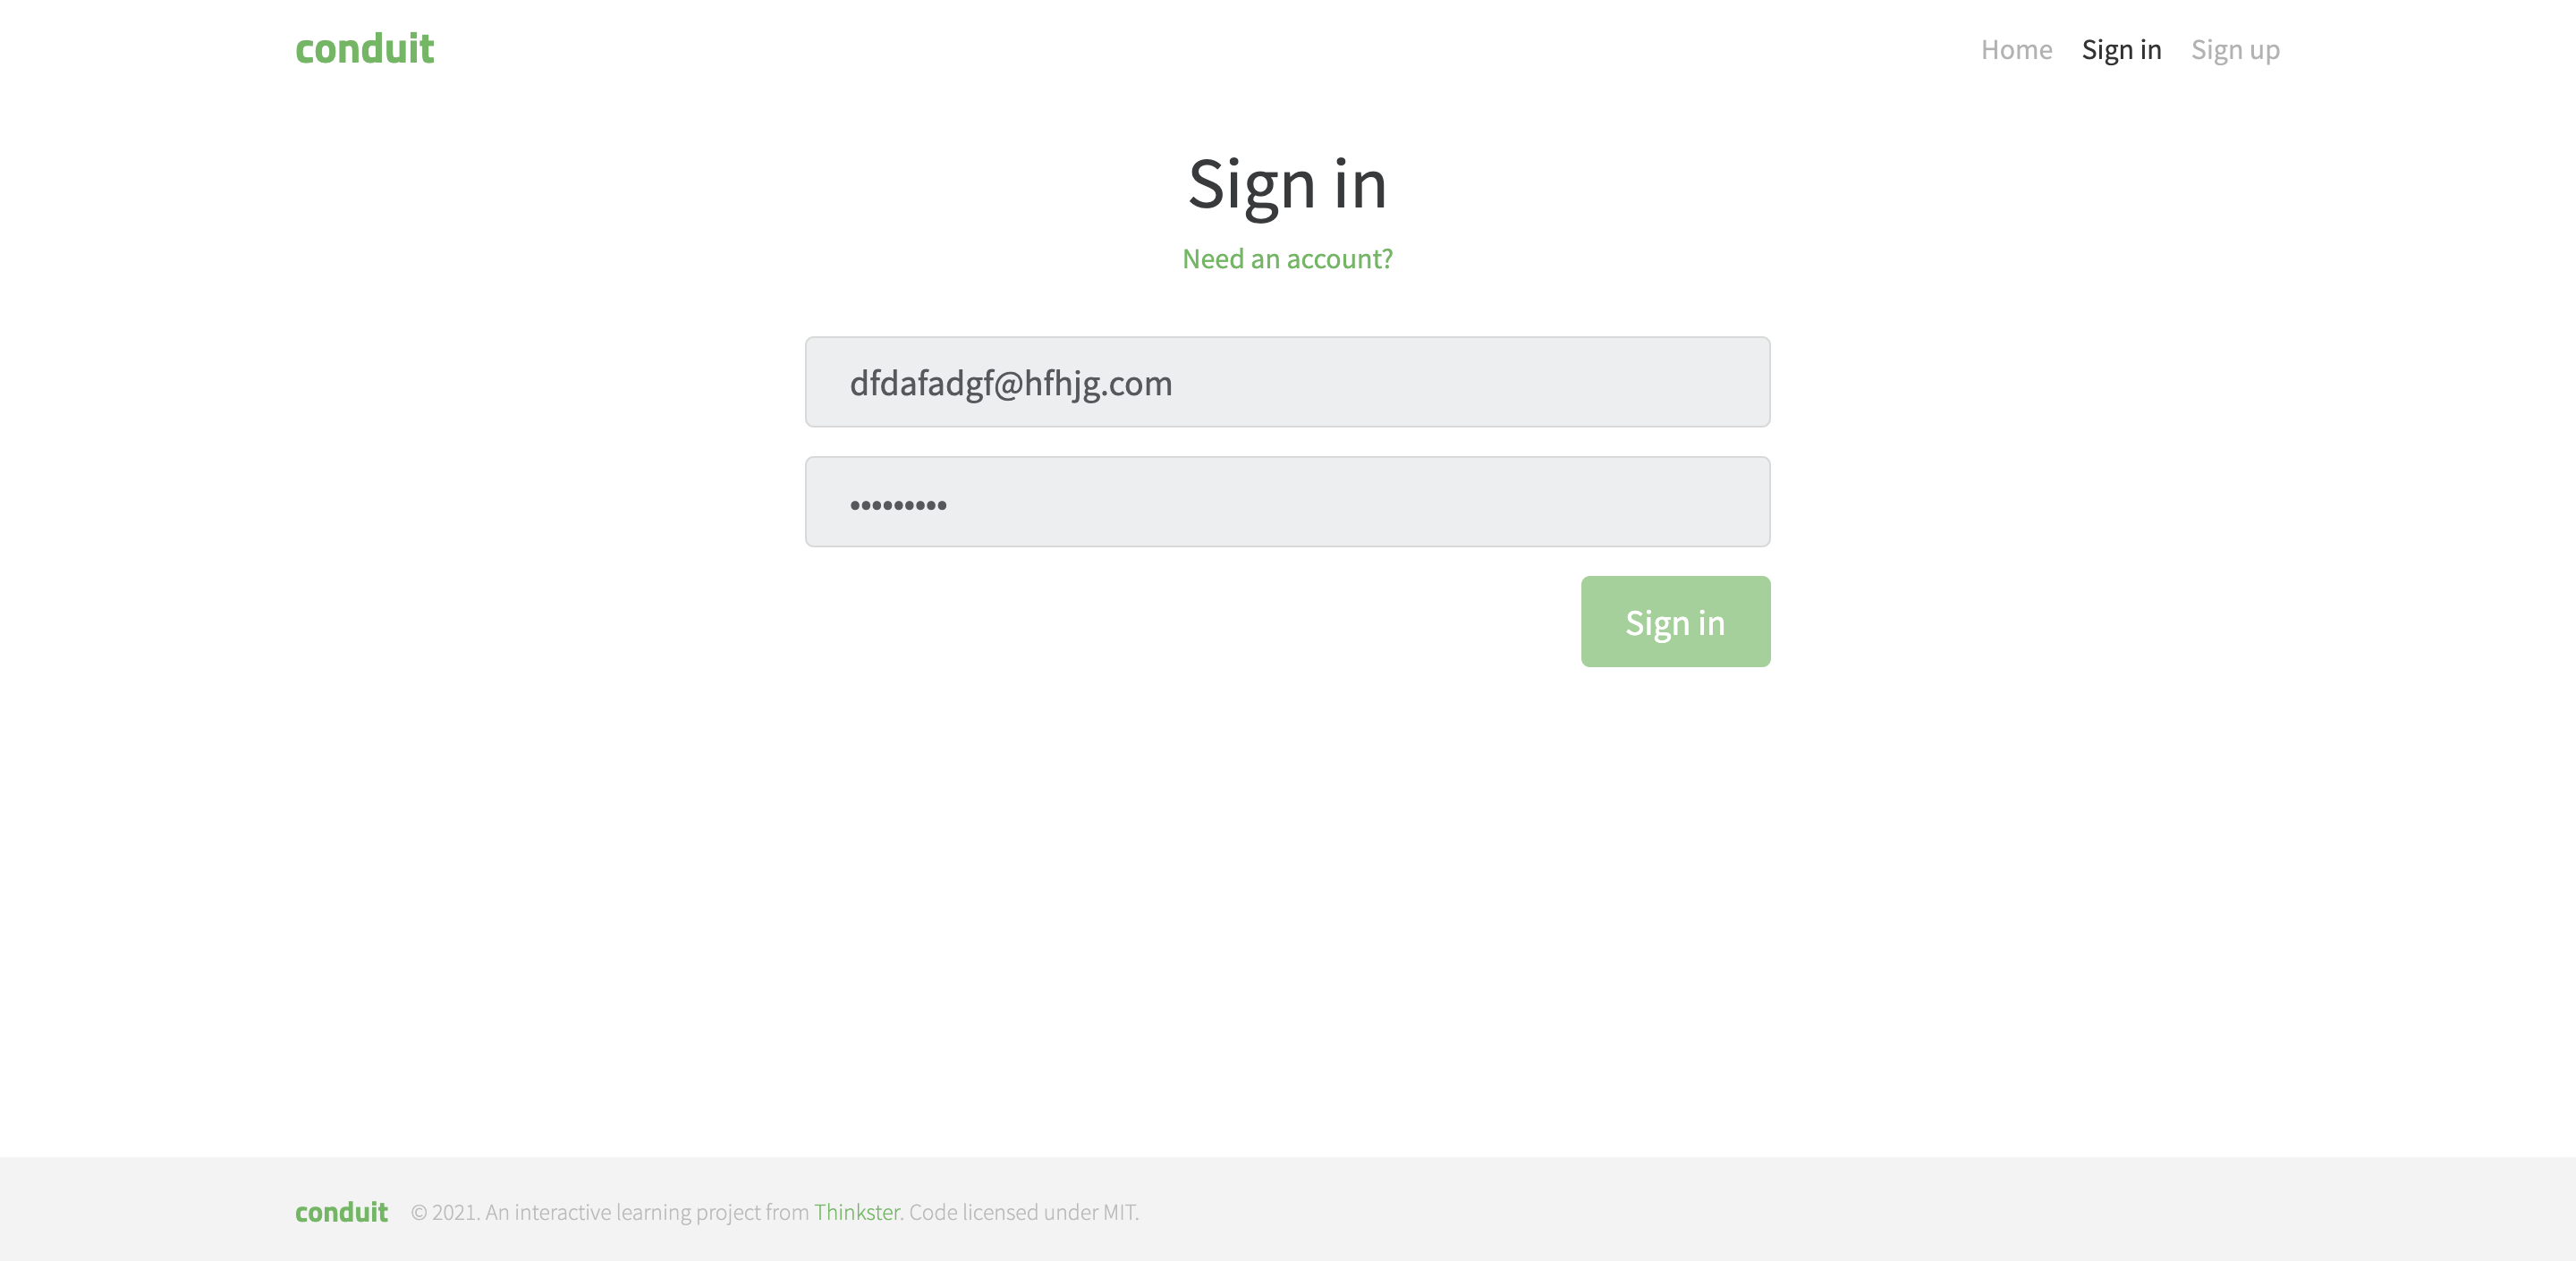 conduit
Home Sign in Sign up
Sign in
Need an account?
dfdafadgf@hfhjg.com
•••••••••
Sign in
conduit © 2021. An interactive learning project from Thinkster. Code licensed under MIT.